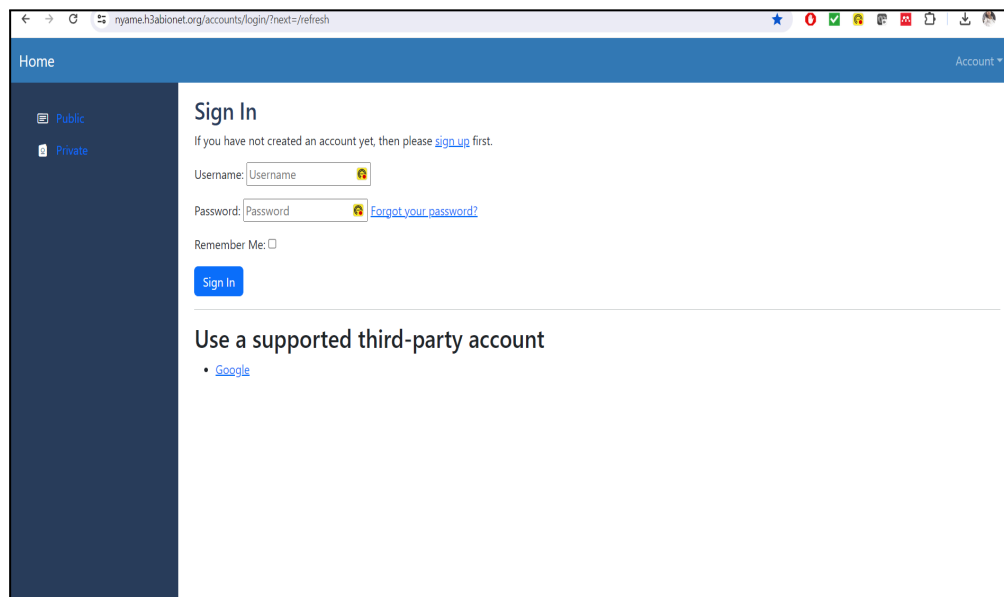 nyame.h3abionet.org/accounts/login/?next=/refresh
Home
Account
Public
Private
Sign In
If you have not created an account yet, then please sign up first.
Username: Username
Password: Password Forgot your password?
Remember Me:
Sign In
Use a supported third-party account
• Google